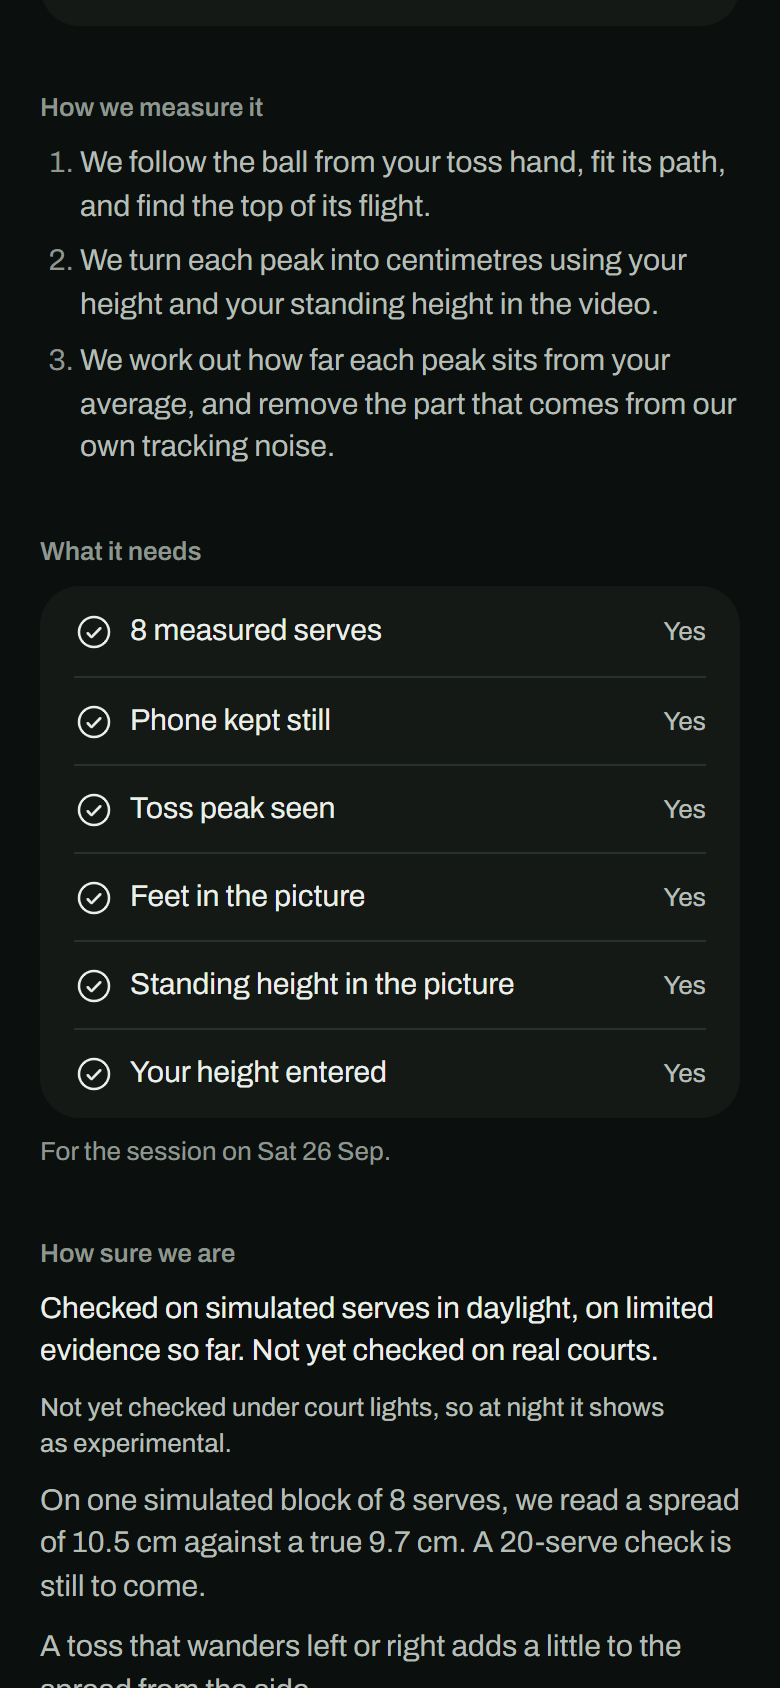 How we measure it
1. We follow the ball from your toss hand, fit its path,
and find the top of its flight.
2. We turn each peak into centimetres using your
height and your standing height in the video.
3. We work out how far each peak sits from your
average, and remove the part that comes from our
own tracking noise.
What it needs
8 measured serves Yes
Phone kept still Yes
Toss peak seen Yes
Feet in the picture Yes
Standing height in the picture Yes
Your height entered Yes
For the session on Sat 26 Sep.
How sure we are
Checked on simulated serves in daylight, on limited
evidence so far. Not yet checked on real courts.
Not yet checked under court lights, so at night it shows
as experimental.
On one simulated block of 8 serves, we read a spread
of 10.5 cm against a true 9.7 cm. A 20-serve check is
still to come.
A toss that wanders left or right adds a little to the
spread from the side